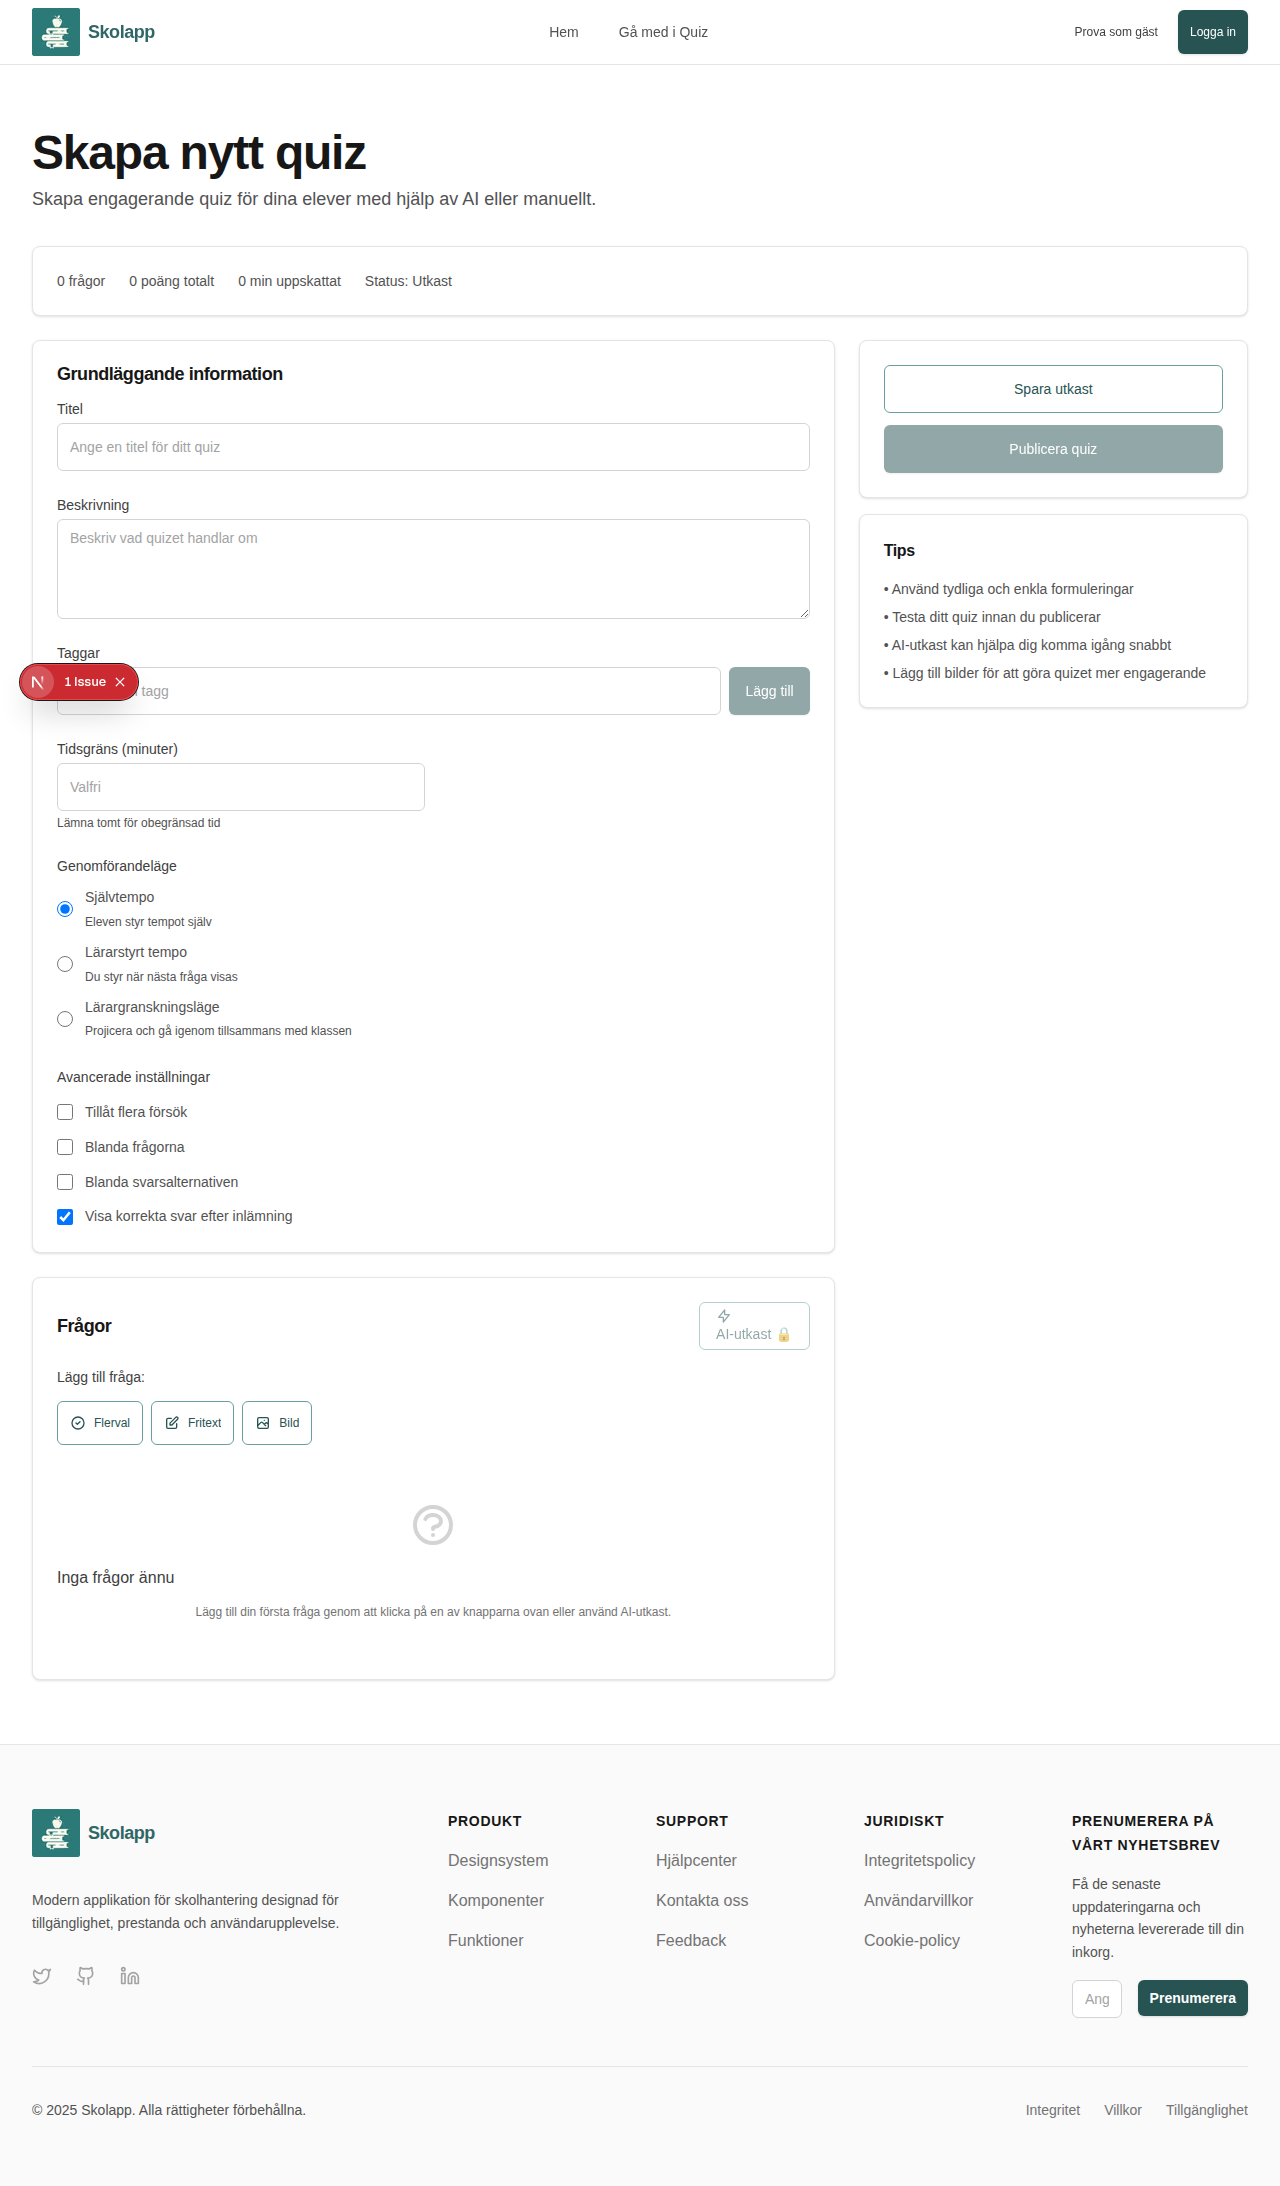 Skolapp
Hem
Gå med i Quiz
Prova som gäst
Logga in
Skapa nytt quiz
Skapa engagerande quiz för dina elever med hjälp av AI eller manuellt.
0 frågor
0 poäng totalt
0 min uppskattat
Status: Utkast
Grundläggande information
Titel
Ange en titel för ditt quiz
Beskrivning
Beskriv vad quizet handlar om
Taggar
tagg
Lägg till
1 Issue
Tidsgräns (minuter)
Valfri
Lämna tomt för obegränsad tid
Genomförandeläge
Självtempo
Eleven styr tempot själv
Lärarstyrt tempo
Du styr när nästa fråga visas
Lärargranskningsläge
Projicera och gå igenom tillsammans med klassen
Avancerade inställningar
Tillåt flera försök
Blanda frågorna
Blanda svarsalternativen
Visa korrekta svar efter inlämning
Spara utkast
Publicera quiz
Tips
• Använd tydliga och enkla formuleringar
• Testa ditt quiz innan du publicerar
• AI-utkast kan hjälpa dig komma igång snabbt
• Lägg till bilder för att göra quizet mer engagerande
Frågor
AI-utkast 🔒
Lägg till fråga:
Flerval
Fritext
Bild
Inga frågor ännu
Lägg till din första fråga genom att klicka på en av knapparna ovan eller använd AI-utkast.
Skolapp
Modern applikation för skolhantering designad för
tillgänglighet, prestanda och användarupplevelse.
PRODUKT
Designsystem
Komponenter
Funktioner
SUPPORT
Hjälpcenter
Kontakta oss
Feedback
JURIDISKT
Integritetspolicy
Användarvillkor
Cookie-policy
PRENUMERERA PÅ
VÅRT NYHETSBREV
Få de senaste
uppdateringarna och
nyheterna levererade till din
inkorg.
Ang
Prenumerera
© 2025 Skolapp. Alla rättigheter förbehållna.
Integritet
Villkor
Tillgänglighet